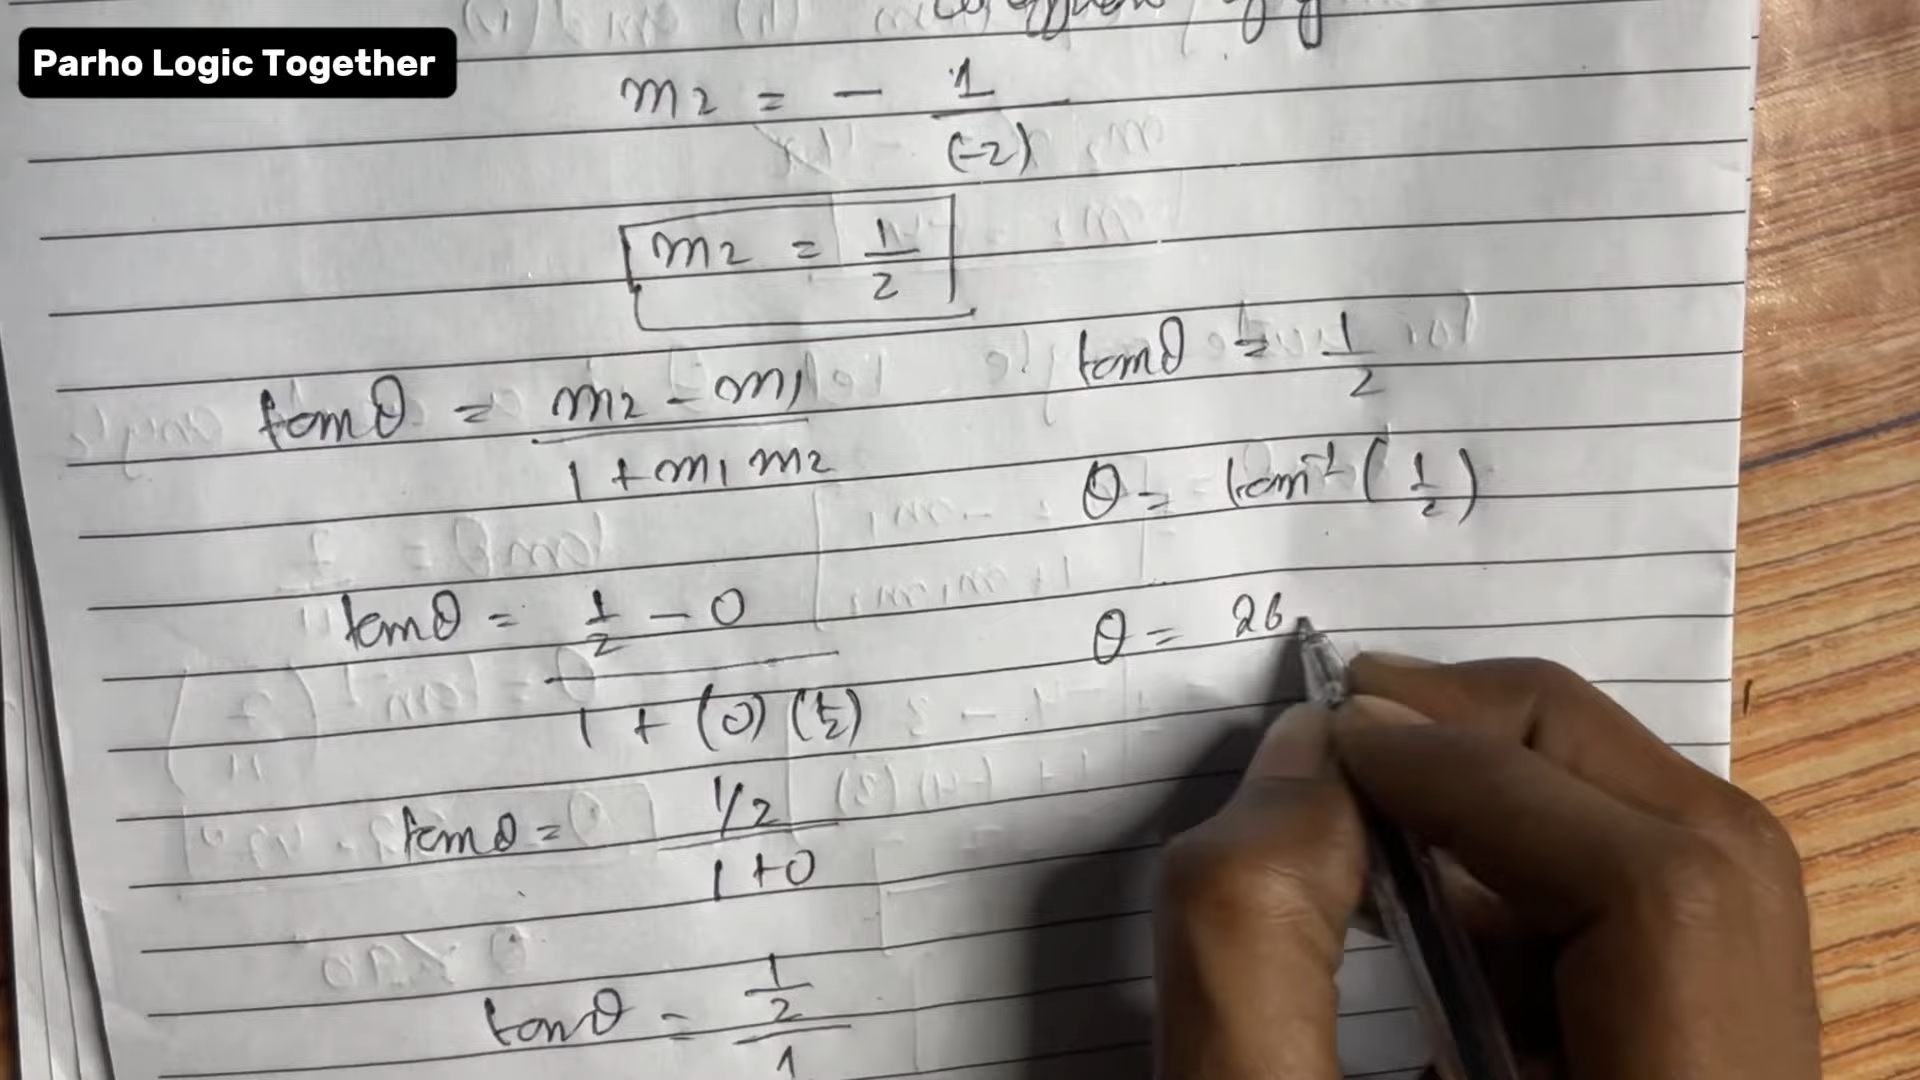 Parho Logic Together
m2 = - 1/(-2)
m2 = 1/2
tanθ = (m2 - m1)/(1 + m1 m2)
tanθ = (1/2 - 0)/(1 + (0)(1/2))
tanθ = (1/2)/(1+0)
tanθ = (1/2)/1
tanθ = 1/2
θ = tan⁻¹(1/2)
θ = 26.